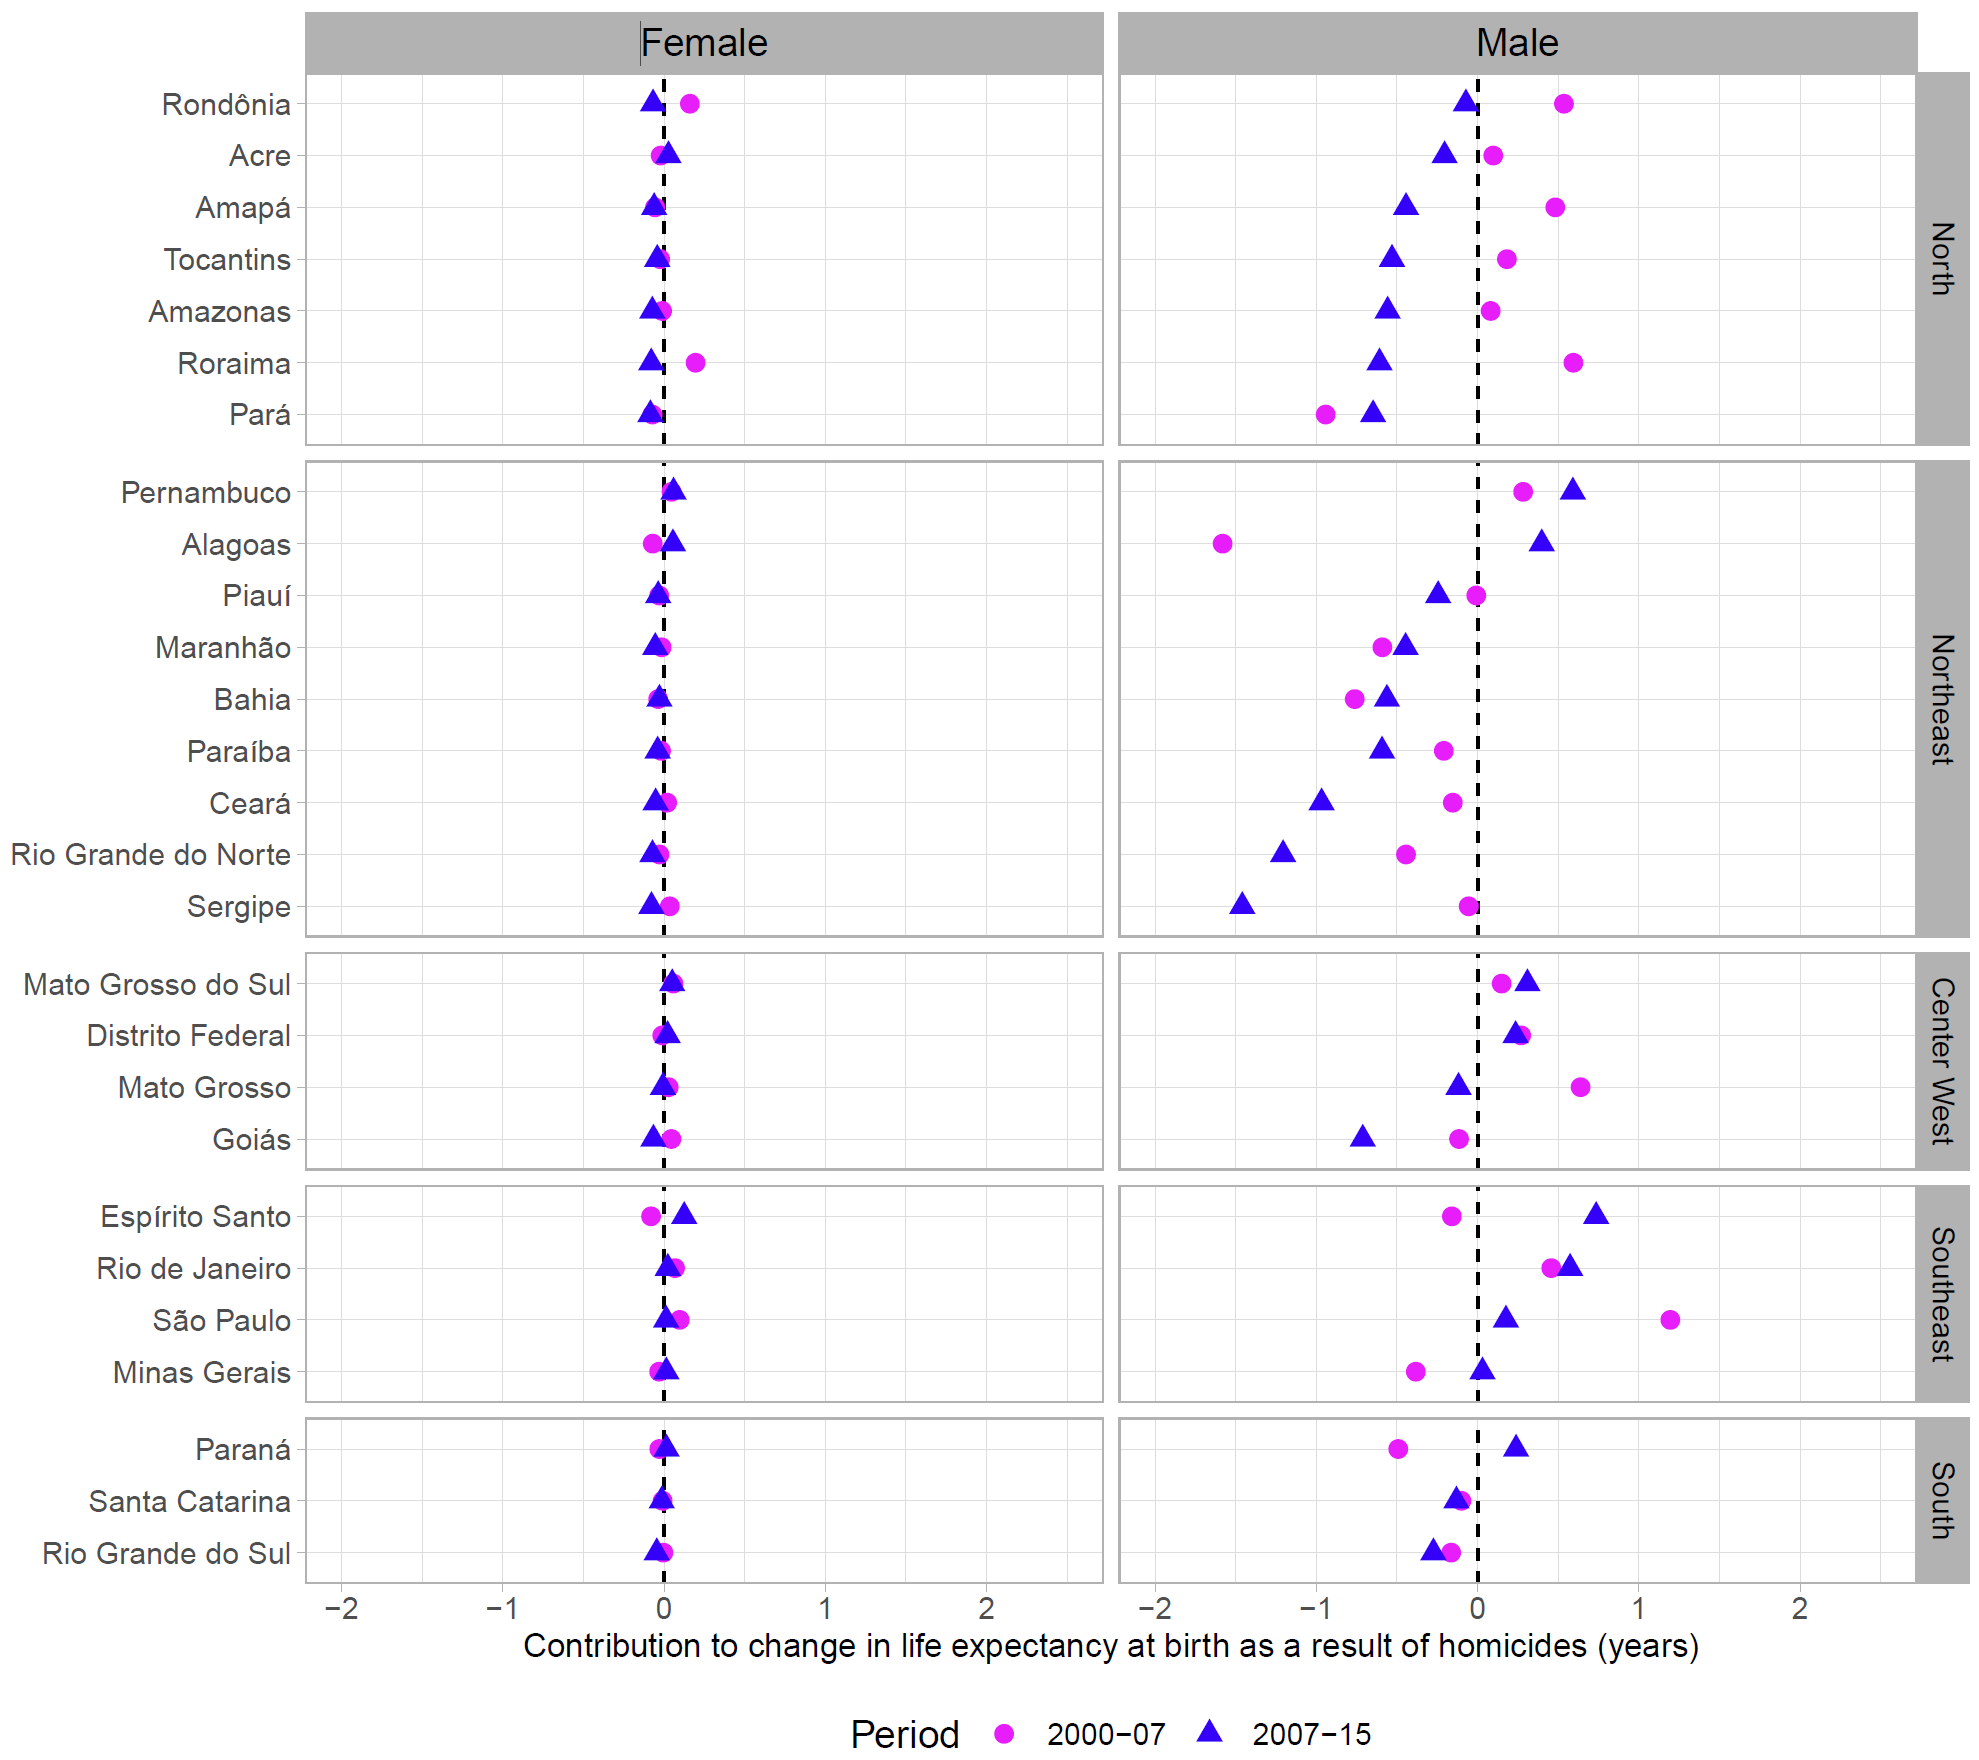 Female Male
Rondônia
Acre
Amapá
Tocantins
Amazonas
Roraima
Pará
North
Pernambuco
Alagoas
Piauí
Maranhão
Bahia
Paraíba
Ceará
Rio Grande do Norte
Sergipe
Northeast
Mato Grosso do Sul
Distrito Federal
Mato Grosso
Goiás
Center West
Espírito Santo
Rio de Janeiro
São Paulo
Minas Gerais
Southeast
Paraná
Santa Catarina
Rio Grande do Sul
South
−2 −1 0 1 2 −2 −1 0 1 2
Contribution to change in life expectancy at birth as a result of homicides (years)
Period 2000−07 2007−15